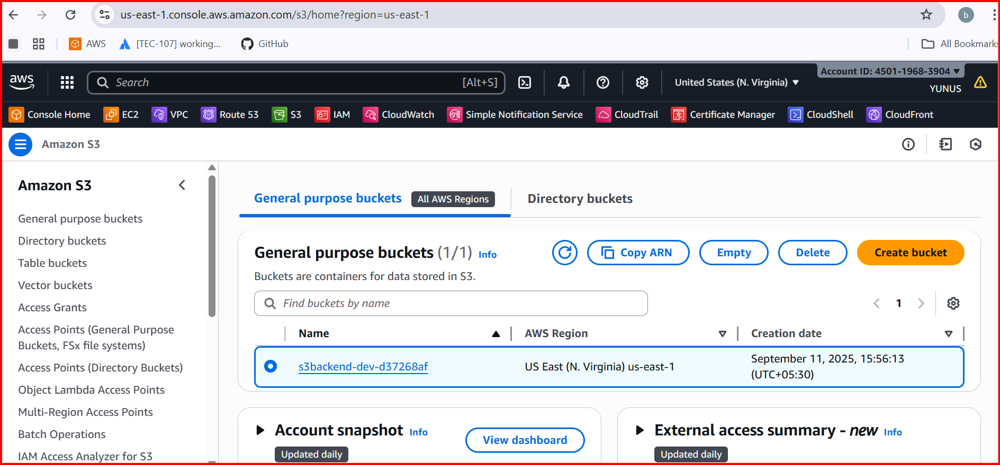 us-east-1.console.aws.amazon.com/s3/home?region=us-east-1
b
AWS
[TEC-107] working...
GitHub
All Bookmarks
aws
Search
[Alt+S]
United States (N. Virginia)
Account ID: 4501-1968-3904
YUNUS
Console Home
EC2
VPC
Route 53
S3
IAM
CloudWatch
Simple Notification Service
CloudTrail
Certificate Manager
CloudShell
CloudFront
Amazon S3
Amazon S3
General purpose buckets
Directory buckets
Table buckets
Vector buckets
Access Grants
Access Points (General Purpose
Buckets, FSx file systems)
Access Points (Directory Buckets)
Object Lambda Access Points
Multi-Region Access Points
Batch Operations
IAM Access Analyzer for S3
General purpose buckets
All AWS Regions
Directory buckets
General purpose buckets (1/1) Info
Copy ARN
Empty
Delete
Create bucket
Buckets are containers for data stored in S3.
Find buckets by name
1
Name
AWS Region
Creation date
s3backend-dev-d37268af
US East (N. Virginia) us-east-1
September 11, 2025, 15:56:13
(UTC+05:30)
Account snapshot Info
Updated daily
View dashboard
External access summary - new Info
Updated daily